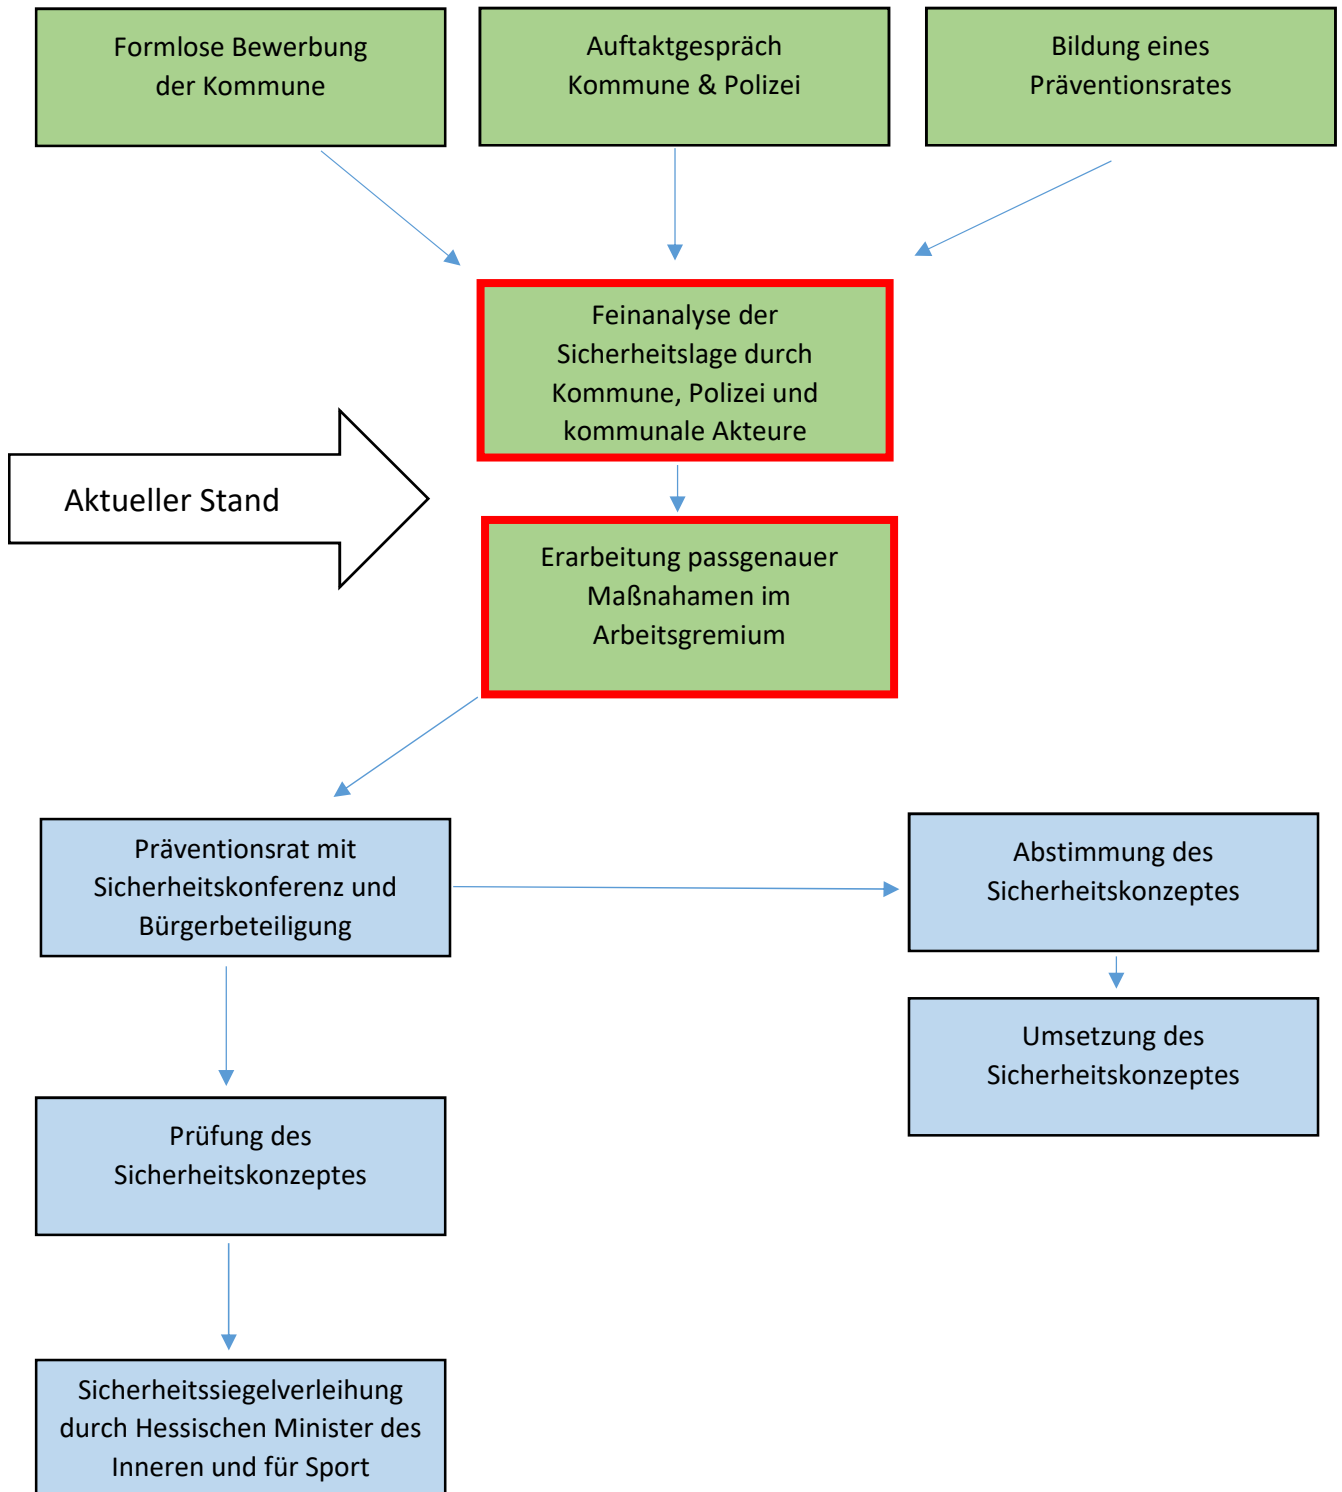 Formlose Bewerbung
der Kommune
Auftaktgespräch
Kommune & Polizei
Bildung eines
Präventionsrates
Feinanalyse der
Sicherheitslage durch
Kommune, Polizei und
kommunale Akteure
Aktueller Stand
Erarbeitung passgenauer
Maßnahamen im
Arbeitsgremium
Präventionsrat mit
Sicherheitskonferenz und
Bürgerbeteiligung
Abstimmung des
Sicherheitskonzeptes
Umsetzung des
Sicherheitskonzeptes
Prüfung des
Sicherheitskonzeptes
Sicherheitssiegelverleihung
durch Hessischen Minister des
Inneren und für Sport